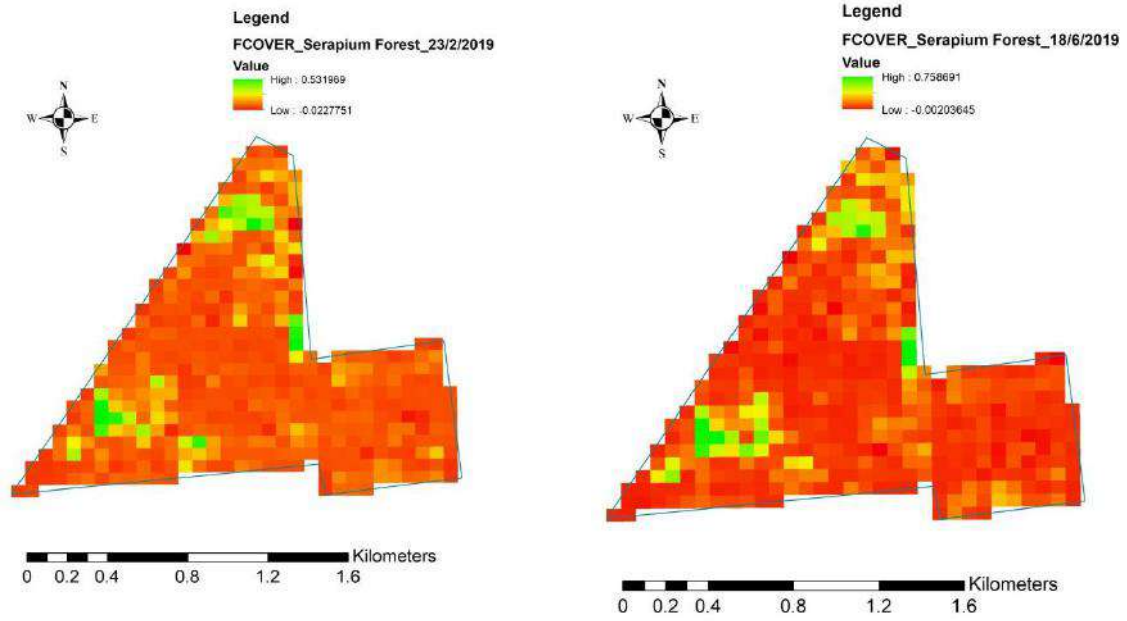 Legend
FCOVER_Serapium Forest_23/2/2019
Value
High : 0.531969
Low : -0.0227751
N
W E
S
Kilometers
0 0.2 0.4 0.8 1.2 1.6
Legend
FCOVER_Serapium Forest_18/6/2019
Value
High : 0.758691
Low : -0.00203645
N
W E
S
Kilometers
0 0.2 0.4 0.8 1.2 1.6